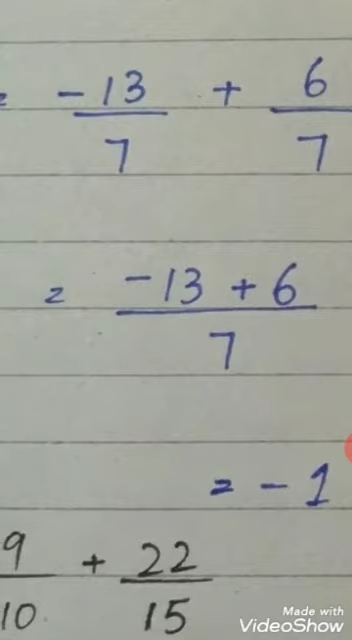 = -13/7 + 6/7
= (-13 + 6)/7
= - 1
9/10 + 22/15
Made with
VideoShow